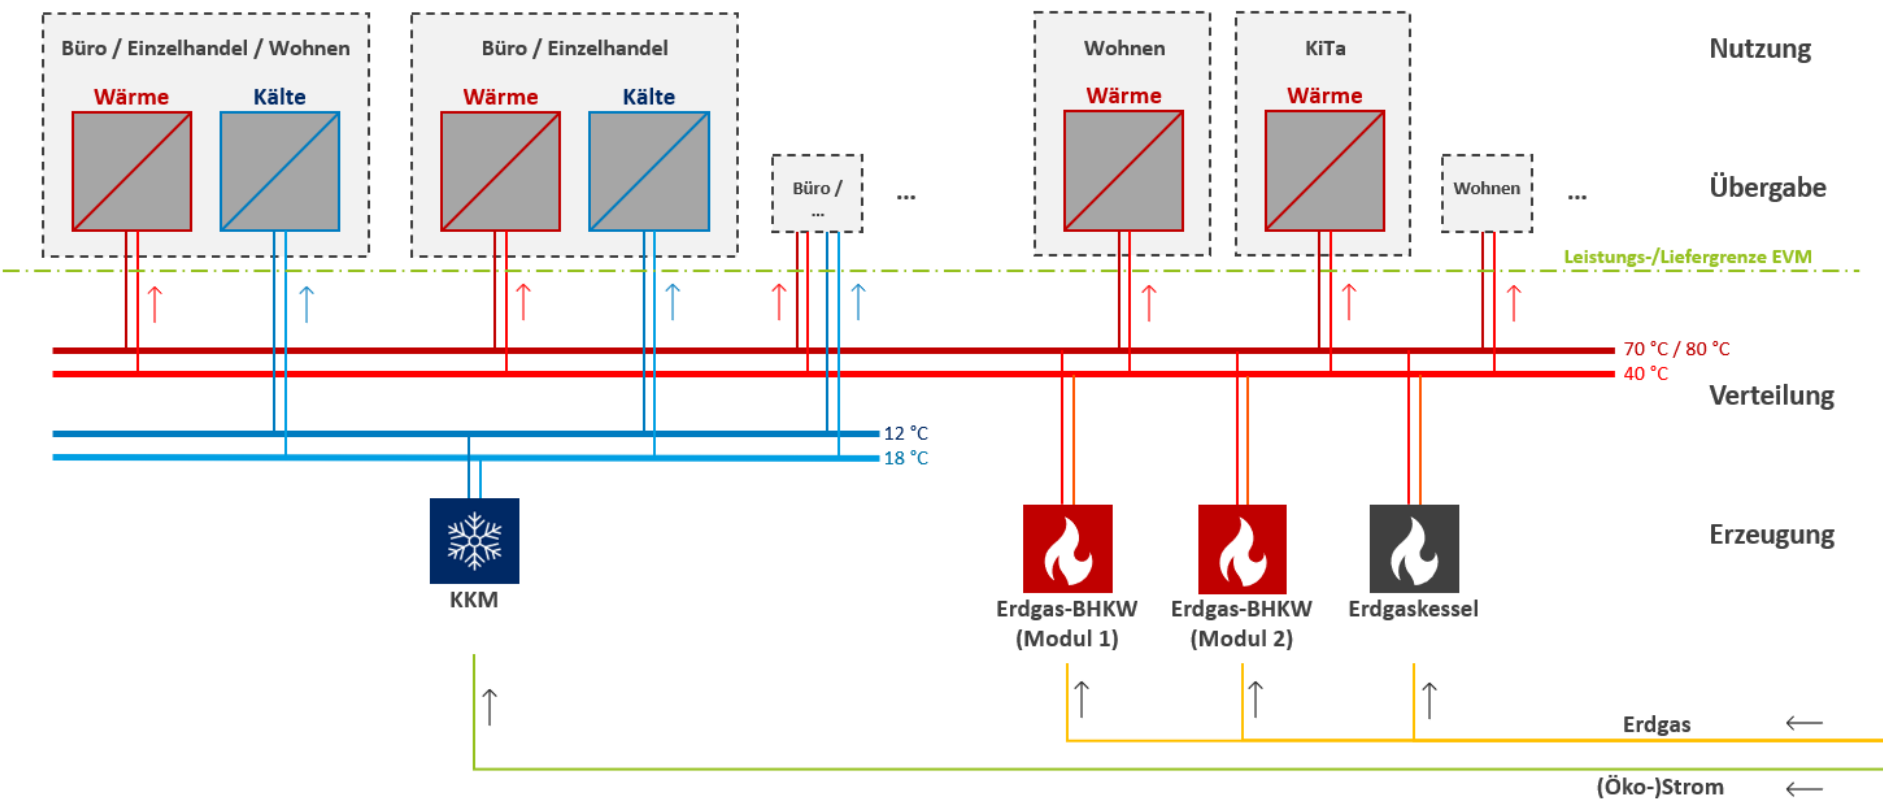 Büro / Einzelhandel / Wohnen
Büro / Einzelhandel
Wohnen
KiTa
Nutzung
Wärme
Kälte
Wärme
Kälte
Wärme
Wärme
Büro /
...
...
Wohnen
...
Übergabe
Leistungs-/Liefergrenze EVM
70 °C / 80 °C
40 °C
Verteilung
12 °C
18 °C
Erzeugung
KKM
Erdgas-BHKW
(Modul 1)
Erdgas-BHKW
(Modul 2)
Erdgaskessel
Erdgas
(Öko-)Strom